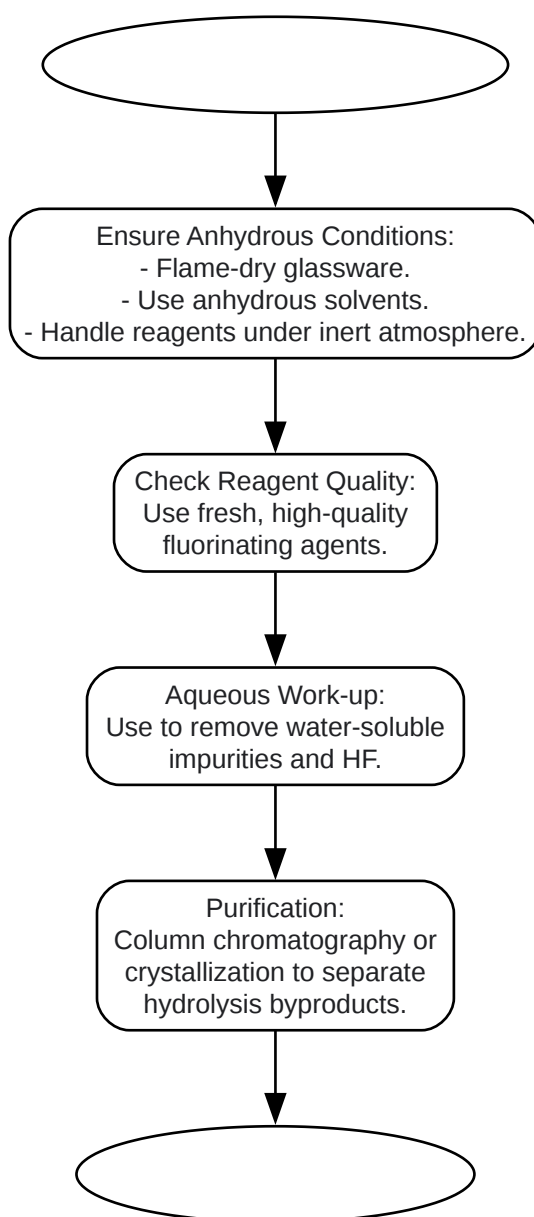 Ensure Anhydrous Conditions:
- Flame-dry glassware.
- Use anhydrous solvents.
- Handle reagents under inert atmosphere.
Check Reagent Quality:
Use fresh, high-quality
fluorinating agents.
Aqueous Work-up:
Use to remove water-soluble
impurities and HF.
Purification:
Column chromatography or
crystallization to separate
hydrolysis byproducts.